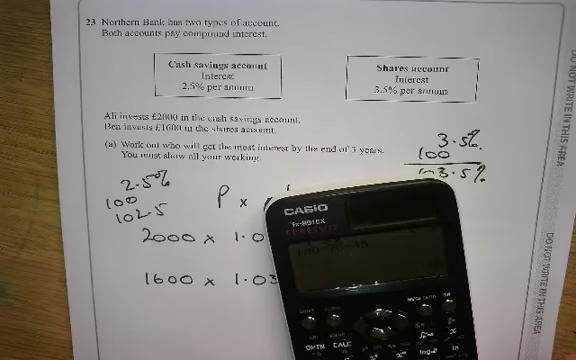 23 Northern Bank has two types of account.
Both accounts pay compound interest.
Cash savings account
Interest
2.5% per annum
Shares account
Interest
3.5% per annum
Ali invests £2000 in the cash savings account.
Ben invests £1600 in the shares account.
(a) Work out who will get the most interest by the end of 3 years.
You must show all your working.
3.5%
100
103.5%
2.5%
100
102.5
P ×
2000 × 1.0
1600 × 1.03
CASIO
fx-991EX
CLASSWIZ
OPTN CALC
DO NOT WRITE IN THIS AREA
DO NOT WRITE IN THIS AREA